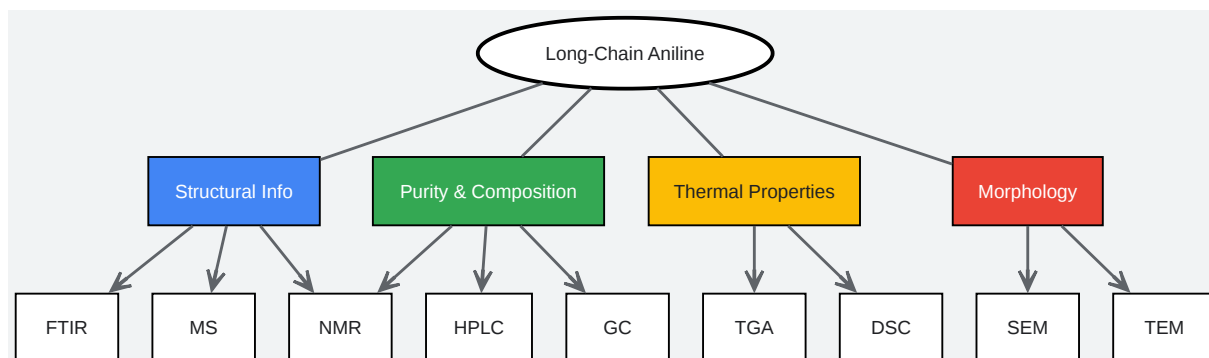 Long-Chain Aniline
Structural Info
Purity & Composition
Thermal Properties
Morphology
FTIR
MS
NMR
HPLC
GC
TGA
DSC
SEM
TEM